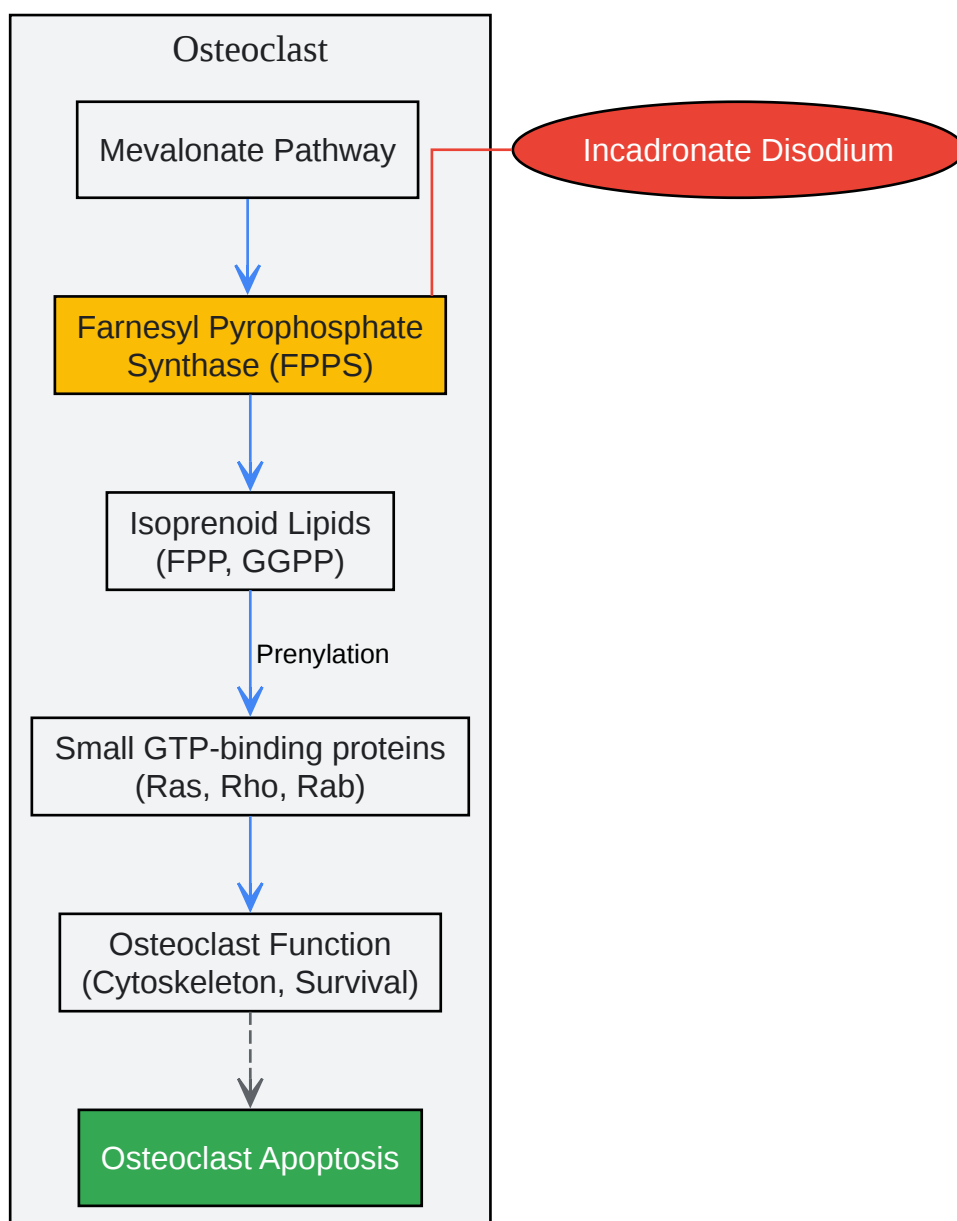 Osteoclast
Mevalonate Pathway
Incadronate Disodium
Farnesyl Pyrophosphate
Synthase (FPPS)
Isoprenoid Lipids
(FPP, GGPP)
Prenylation
Small GTP-binding proteins
(Ras, Rho, Rab)
Osteoclast Function
(Cytoskeleton, Survival)
Osteoclast Apoptosis